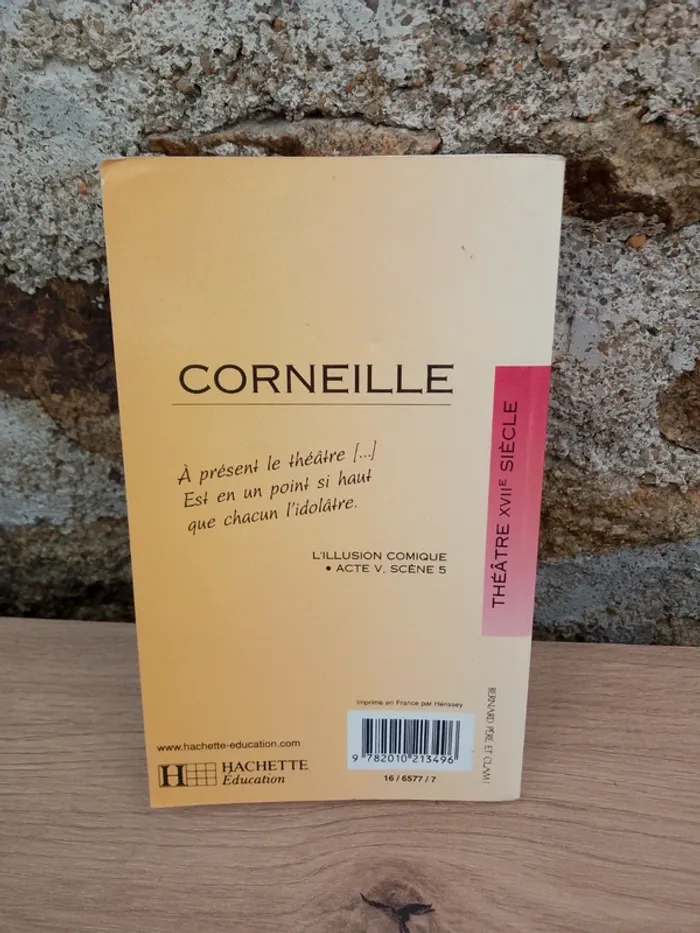 CORNEILLE
À présent le théâtre [...]
Est en un point si haut
que chacun l'idolâtre.
L'ILLUSION COMIQUE
• ACTE V, SCÈNE 5
THÉÂTRE XVIIE SIÈCLE
Imprimé en France par Hérissey
9 782010 213496
16 / 6577 / 7
www.hachette-education.com
H HACHETTE
Éducation
BERNARD, PÈRE ET